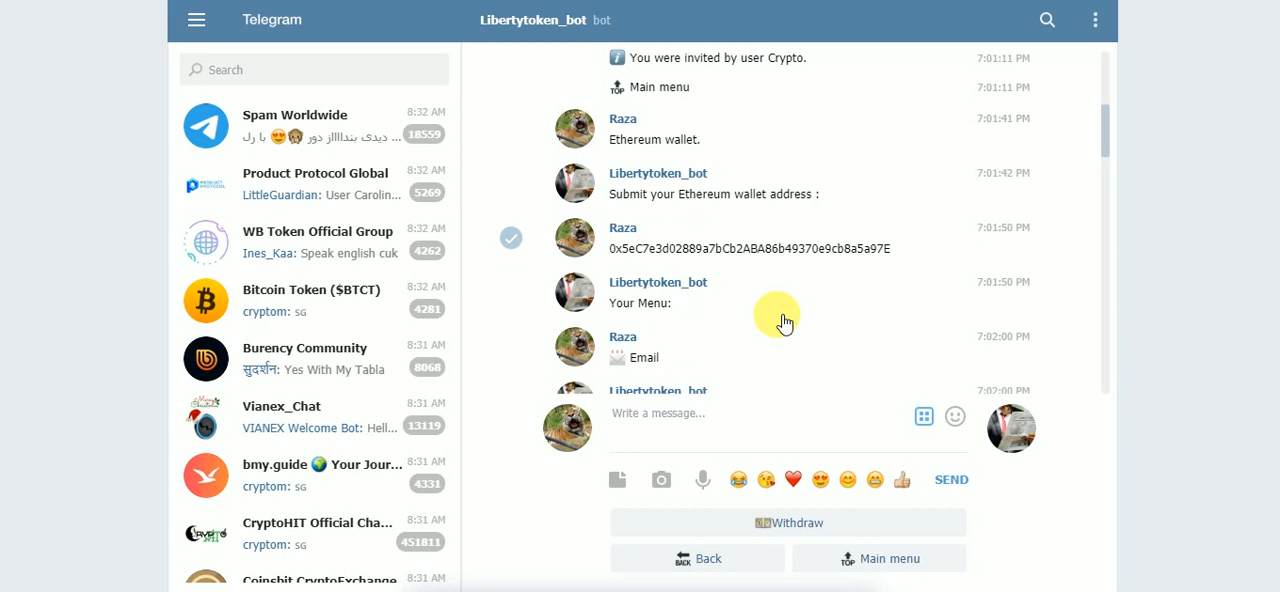 Telegram
Libertytoken_bot bot
Search
Spam Worldwide 8:32 AM
دیدی بنداااااز دور 🙊😍 با رل ... 18559
Product Protocol Global 8:32 AM
LittleGuardian: User Carolin... 5269
WB Token Official Group 8:32 AM
Ines_Kaa: Speak english cuk 4262
Bitcoin Token ($BTCT) 8:32 AM
cryptom: sG 4281
Burency Community 8:31 AM
सुदर्शन: Yes With My Tabla 8068
Vianex_Chat 8:31 AM
VIANEX Welcome Bot: Hell... 13119
bmy.guide 🌍 Your Jour... 8:31 AM
cryptom: sG 4331
CryptoHIT Official Cha... 8:31 AM
cryptom: sG 451811
Coinsbit CryptoExchange 8:31 AM
ℹ️ You were invited by user Crypto. 7:01:11 PM
🔝 Main menu 7:01:11 PM
Raza 7:01:41 PM
Ethereum wallet.
Libertytoken_bot 7:01:42 PM
Submit your Ethereum wallet address :
Raza 7:01:50 PM
0x5eC7e3d02889a7bCb2ABA86b49370e9cb8a5a97E
Libertytoken_bot 7:01:50 PM
Your Menu:
Raza 7:02:00 PM
📨 Email
Libertytoken_bot 7:02:00 PM
Write a message...
SEND
💵Withdraw
🔙 Back
🔝 Main menu